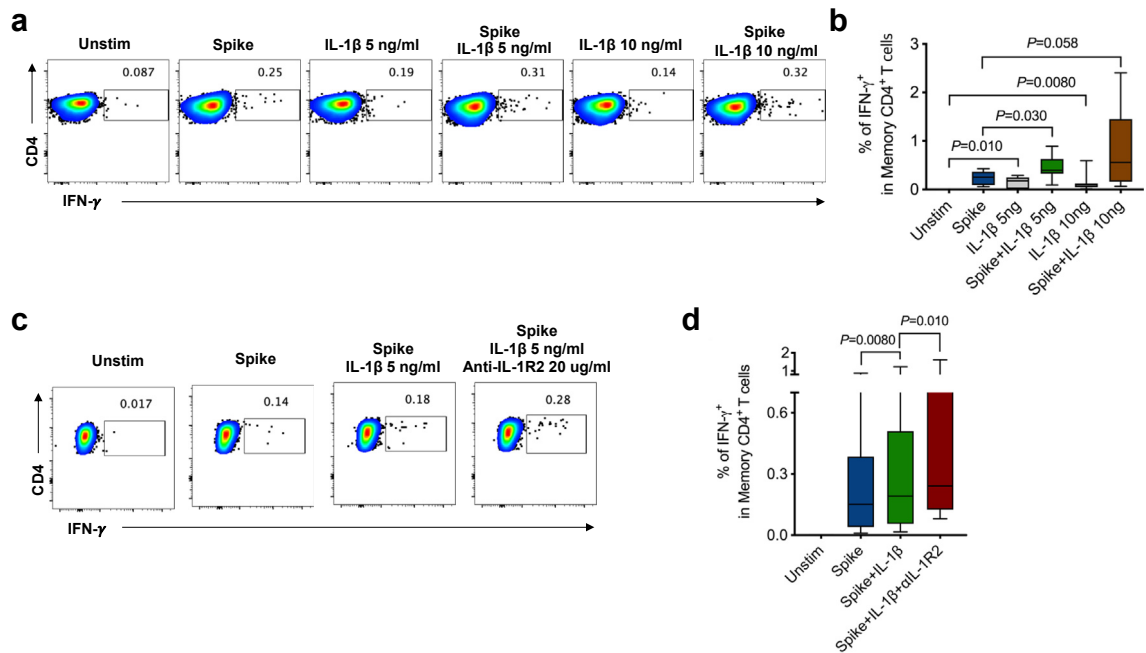 a
Unstim
Spike
IL-1β 5 ng/ml
Spike
IL-1β 5 ng/ml
IL-1β 10 ng/ml
Spike
IL-1β 10 ng/ml
0.087
0.25
0.19
0.31
0.14
0.32
CD4
IFN-γ
b
% of IFN-γ+
in Memory CD4+ T cells
3
2
1
0
P=0.058
P=0.0080
P=0.030
P=0.010
Unstim
Spike
IL-1β 5ng
Spike+IL-1β 5ng
IL-1β 10ng
Spike+IL-1β 10ng
c
Unstim
Spike
Spike
IL-1β 5 ng/ml
Spike
IL-1β 5 ng/ml
Anti-IL-1R2 20 ug/ml
0.017
0.14
0.18
0.28
CD4
IFN-γ
d
% of IFN-γ+
in Memory CD4+ T cells
2
1
0.6
0.3
0.0
P=0.010
P=0.0080
Unstim
Spike
Spike+IL-1β
Spike+IL-1β+αIL-1R2